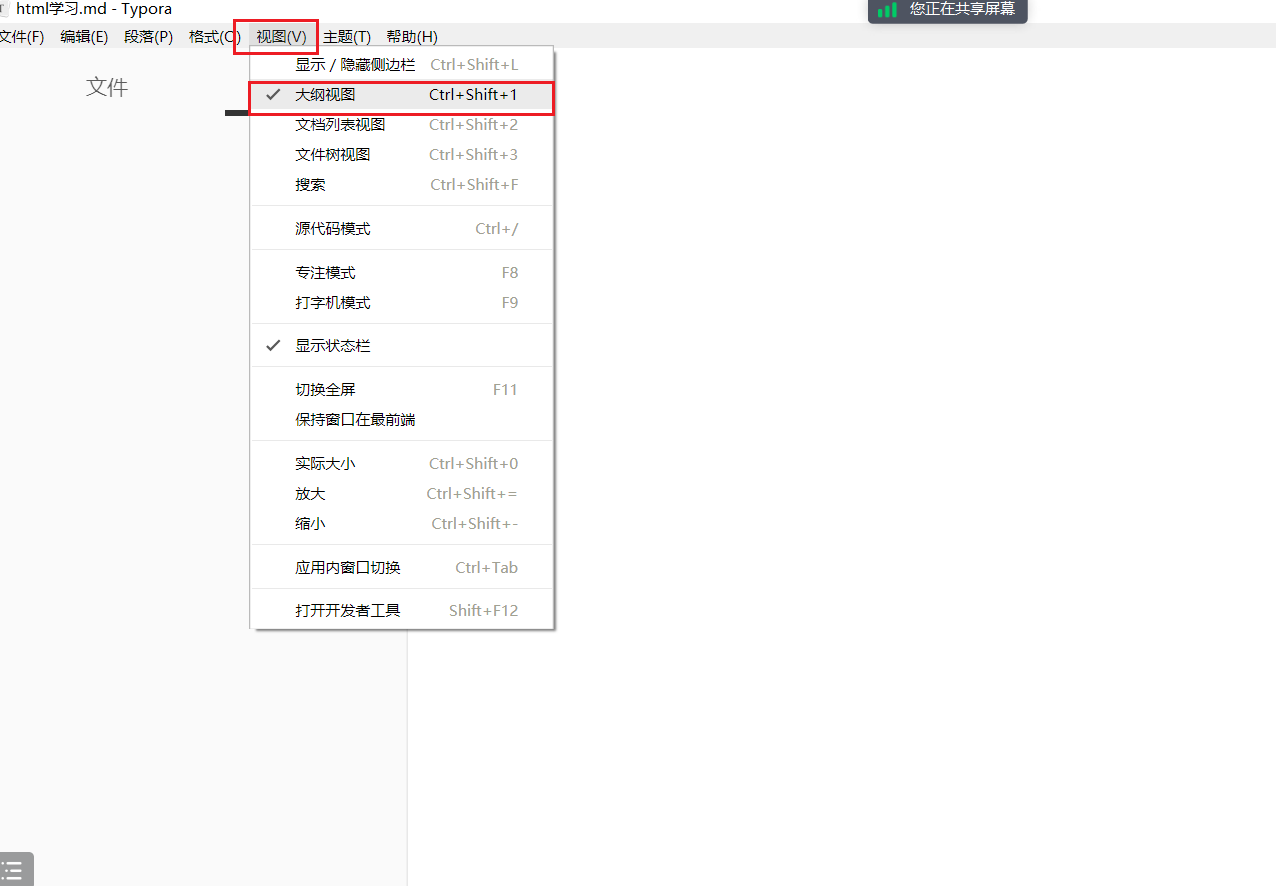 html学习.md - Typora
您正在共享屏幕
文件(F) 编辑(E) 段落(P) 格式(O) 视图(V) 主题(T) 帮助(H)
文件
显示 / 隐藏侧边栏 Ctrl+Shift+L
大纲视图 Ctrl+Shift+1
文档列表视图 Ctrl+Shift+2
文件树视图 Ctrl+Shift+3
搜索 Ctrl+Shift+F
源代码模式 Ctrl+/
专注模式 F8
打字机模式 F9
显示状态栏
切换全屏 F11
保持窗口在最前端
实际大小 Ctrl+Shift+0
放大 Ctrl+Shift+=
缩小 Ctrl+Shift+-
应用内窗口切换 Ctrl+Tab
打开开发者工具 Shift+F12